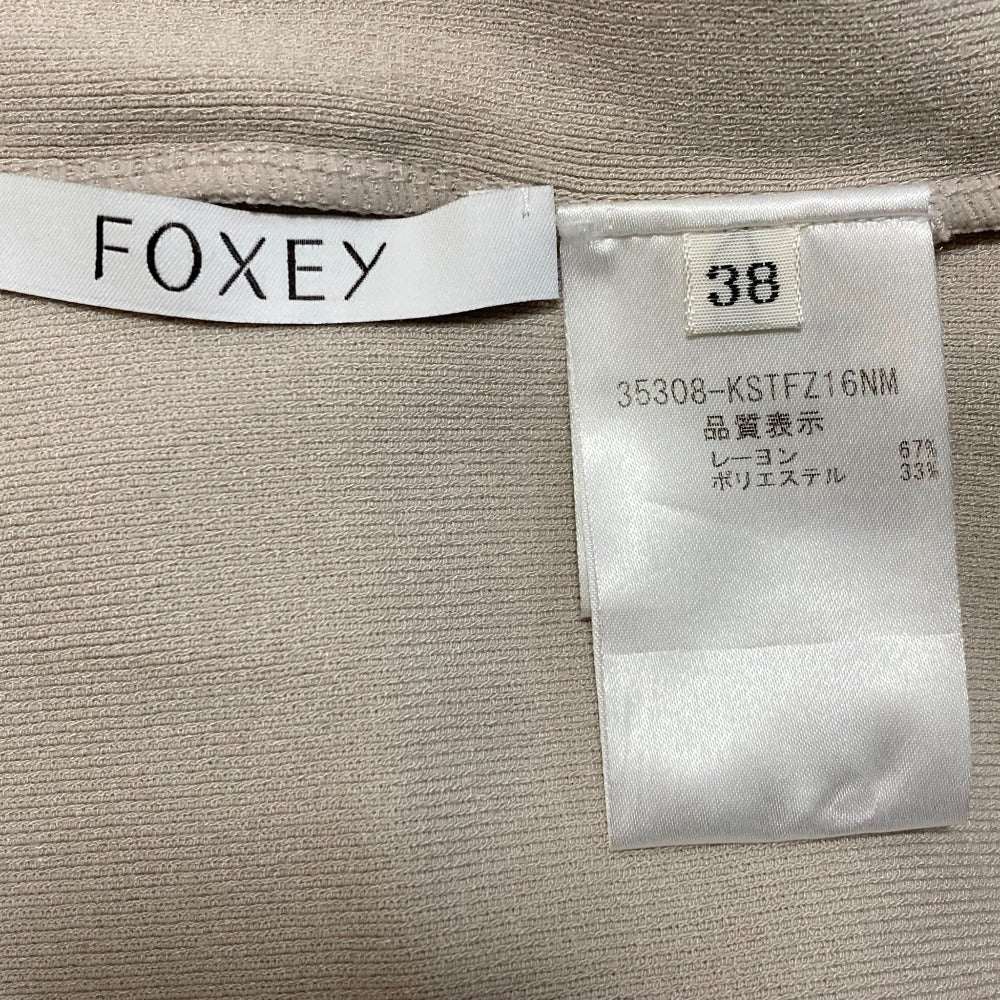 FOXEY
38
35308-KSTFZ16NM
品質表示
レーヨン 67%
ポリエステル 33%